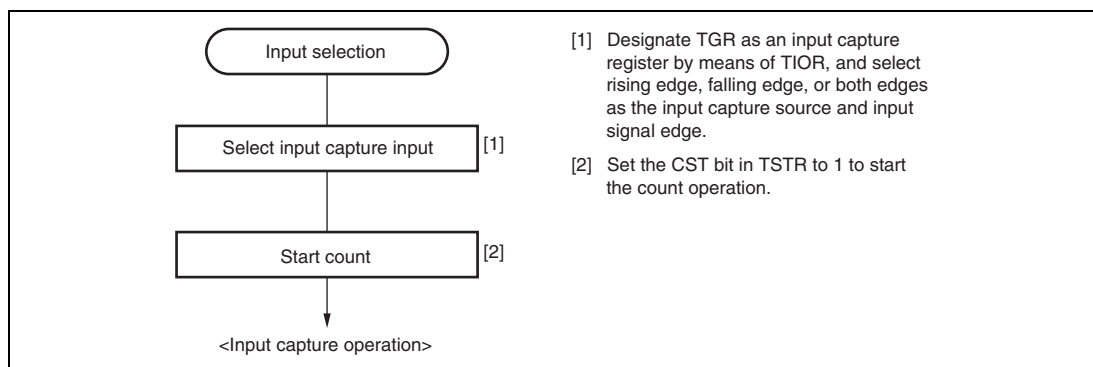 Input selection
Select input capture input
[1]
Start count
[2]
<Input capture operation>
[1] Designate TGR as an input capture
register by means of TIOR, and select
rising edge, falling edge, or both edges
as the input capture source and input
signal edge.
[2] Set the CST bit in TSTR to 1 to start
the count operation.